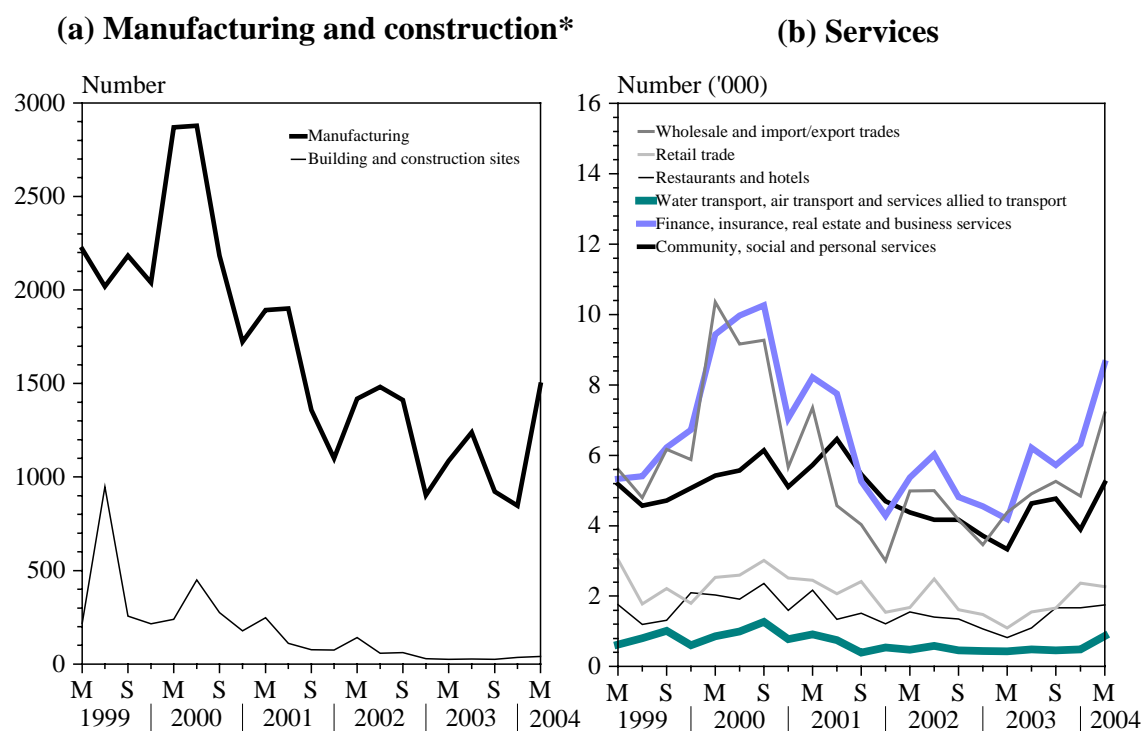 (a) Manufacturing and construction*
Number
3000
2500
2000
1500
1000
500
0
Manufacturing
Building and construction sites
M S M S M S M S M S M
1999 2000 2001 2002 2003 2004
(b) Services
Number ('000)
16
14
12
10
8
6
4
2
0
Wholesale and import/export trades
Retail trade
Restaurants and hotels
Water transport, air transport and services allied to transport
Finance, insurance, real estate and business services
Community, social and personal services
M S M S M S M S M S M
1999 2000 2001 2002 2003 2004